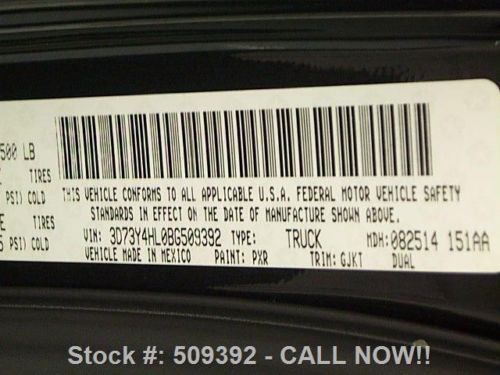 500 LB
TIRES
PSI) COLD
THIS VEHICLE CONFORMS TO ALL APPLICABLE U.S.A. FEDERAL MOTOR VEHICLE SAFETY
STANDARDS IN EFFECT ON THE DATE OF MANUFACTURE SHOWN ABOVE.
TIRES
PSI) COLD
VIN: 3D73Y4HL0BG509392 TYPE: TRUCK MDH: 082514 151AA
VEHICLE MADE IN MEXICO PAINT: PXR TRIM: GJKT DUAL
Stock #: 509392 - CALL NOW!!